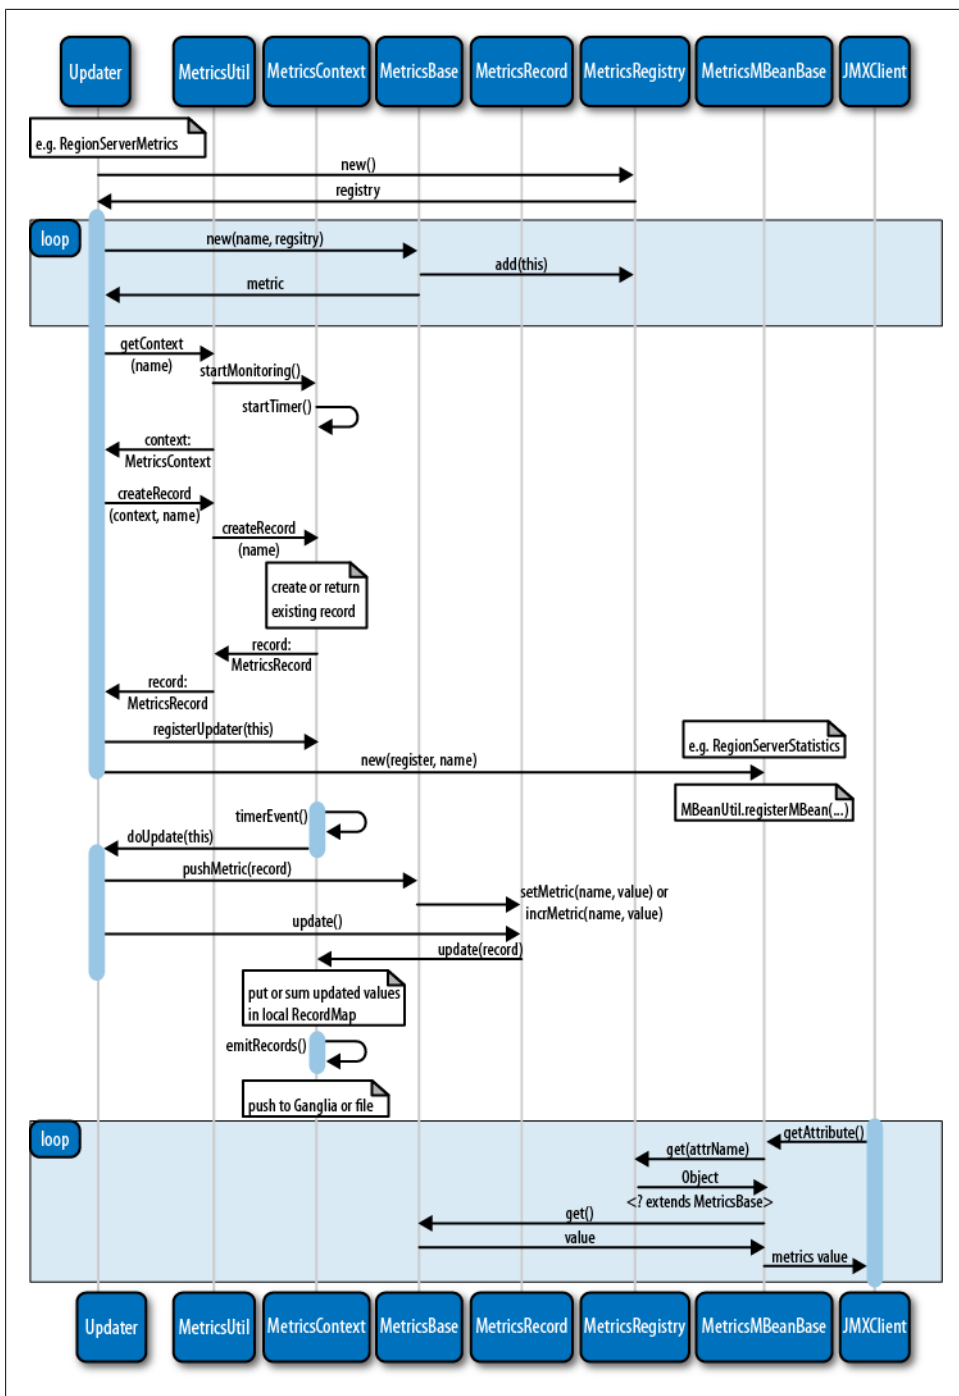 Updater
MetricsUtil
MetricsContext
MetricsBase
MetricsRecord
MetricsRegistry
MetricsMBeanBase
JMXClient
e.g. RegionServerMetrics
new()
registry
loop
new(name, regsitry)
add(this)
metric
getContext
(name)
startMonitoring()
startTimer()
context:
MetricsContext
createRecord
(context, name)
createRecord
(name)
create or return
existing record
record:
MetricsRecord
record:
MetricsRecord
registerUpdater(this)
e.g. RegionServerStatistics
new(register, name)
MBeanUtil.registerMBean(...)
timerEvent()
doUpdate(this)
pushMetric(record)
setMetric(name, value) or
incrMetric(name, value)
update()
update(record)
put or sum updated values
in local RecordMap
emitRecords()
push to Ganglia or file
loop
getAttribute()
get(attrName)
Object
<? extends MetricsBase>
get()
value
metrics value
Updater
MetricsUtil
MetricsContext
MetricsBase
MetricsRecord
MetricsRegistry
MetricsMBeanBase
JMXClient